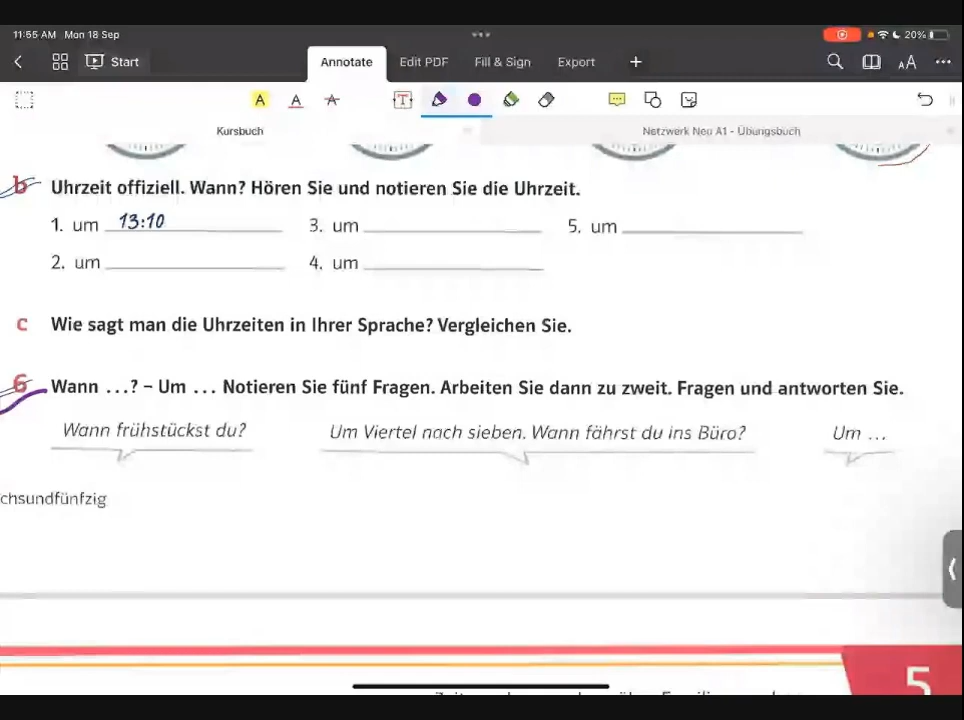 11:55 AM Mon 18 Sep
20%
Start
Annotate
Edit PDF
Fill & Sign
Export
Kursbuch
Netzwerk Neu A1 - Übungsbuch
b Uhrzeit offiziell. Wann? Hören Sie und notieren Sie die Uhrzeit.
1. um 13:10 3. um 5. um
2. um 4. um
c Wie sagt man die Uhrzeiten in Ihrer Sprache? Vergleichen Sie.
6 Wann ...? – Um ... Notieren Sie fünf Fragen. Arbeiten Sie dann zu zweit. Fragen und antworten Sie.
Wann frühstückst du? Um Viertel nach sieben. Wann fährst du ins Büro? Um ...
chsundfünfzig
5